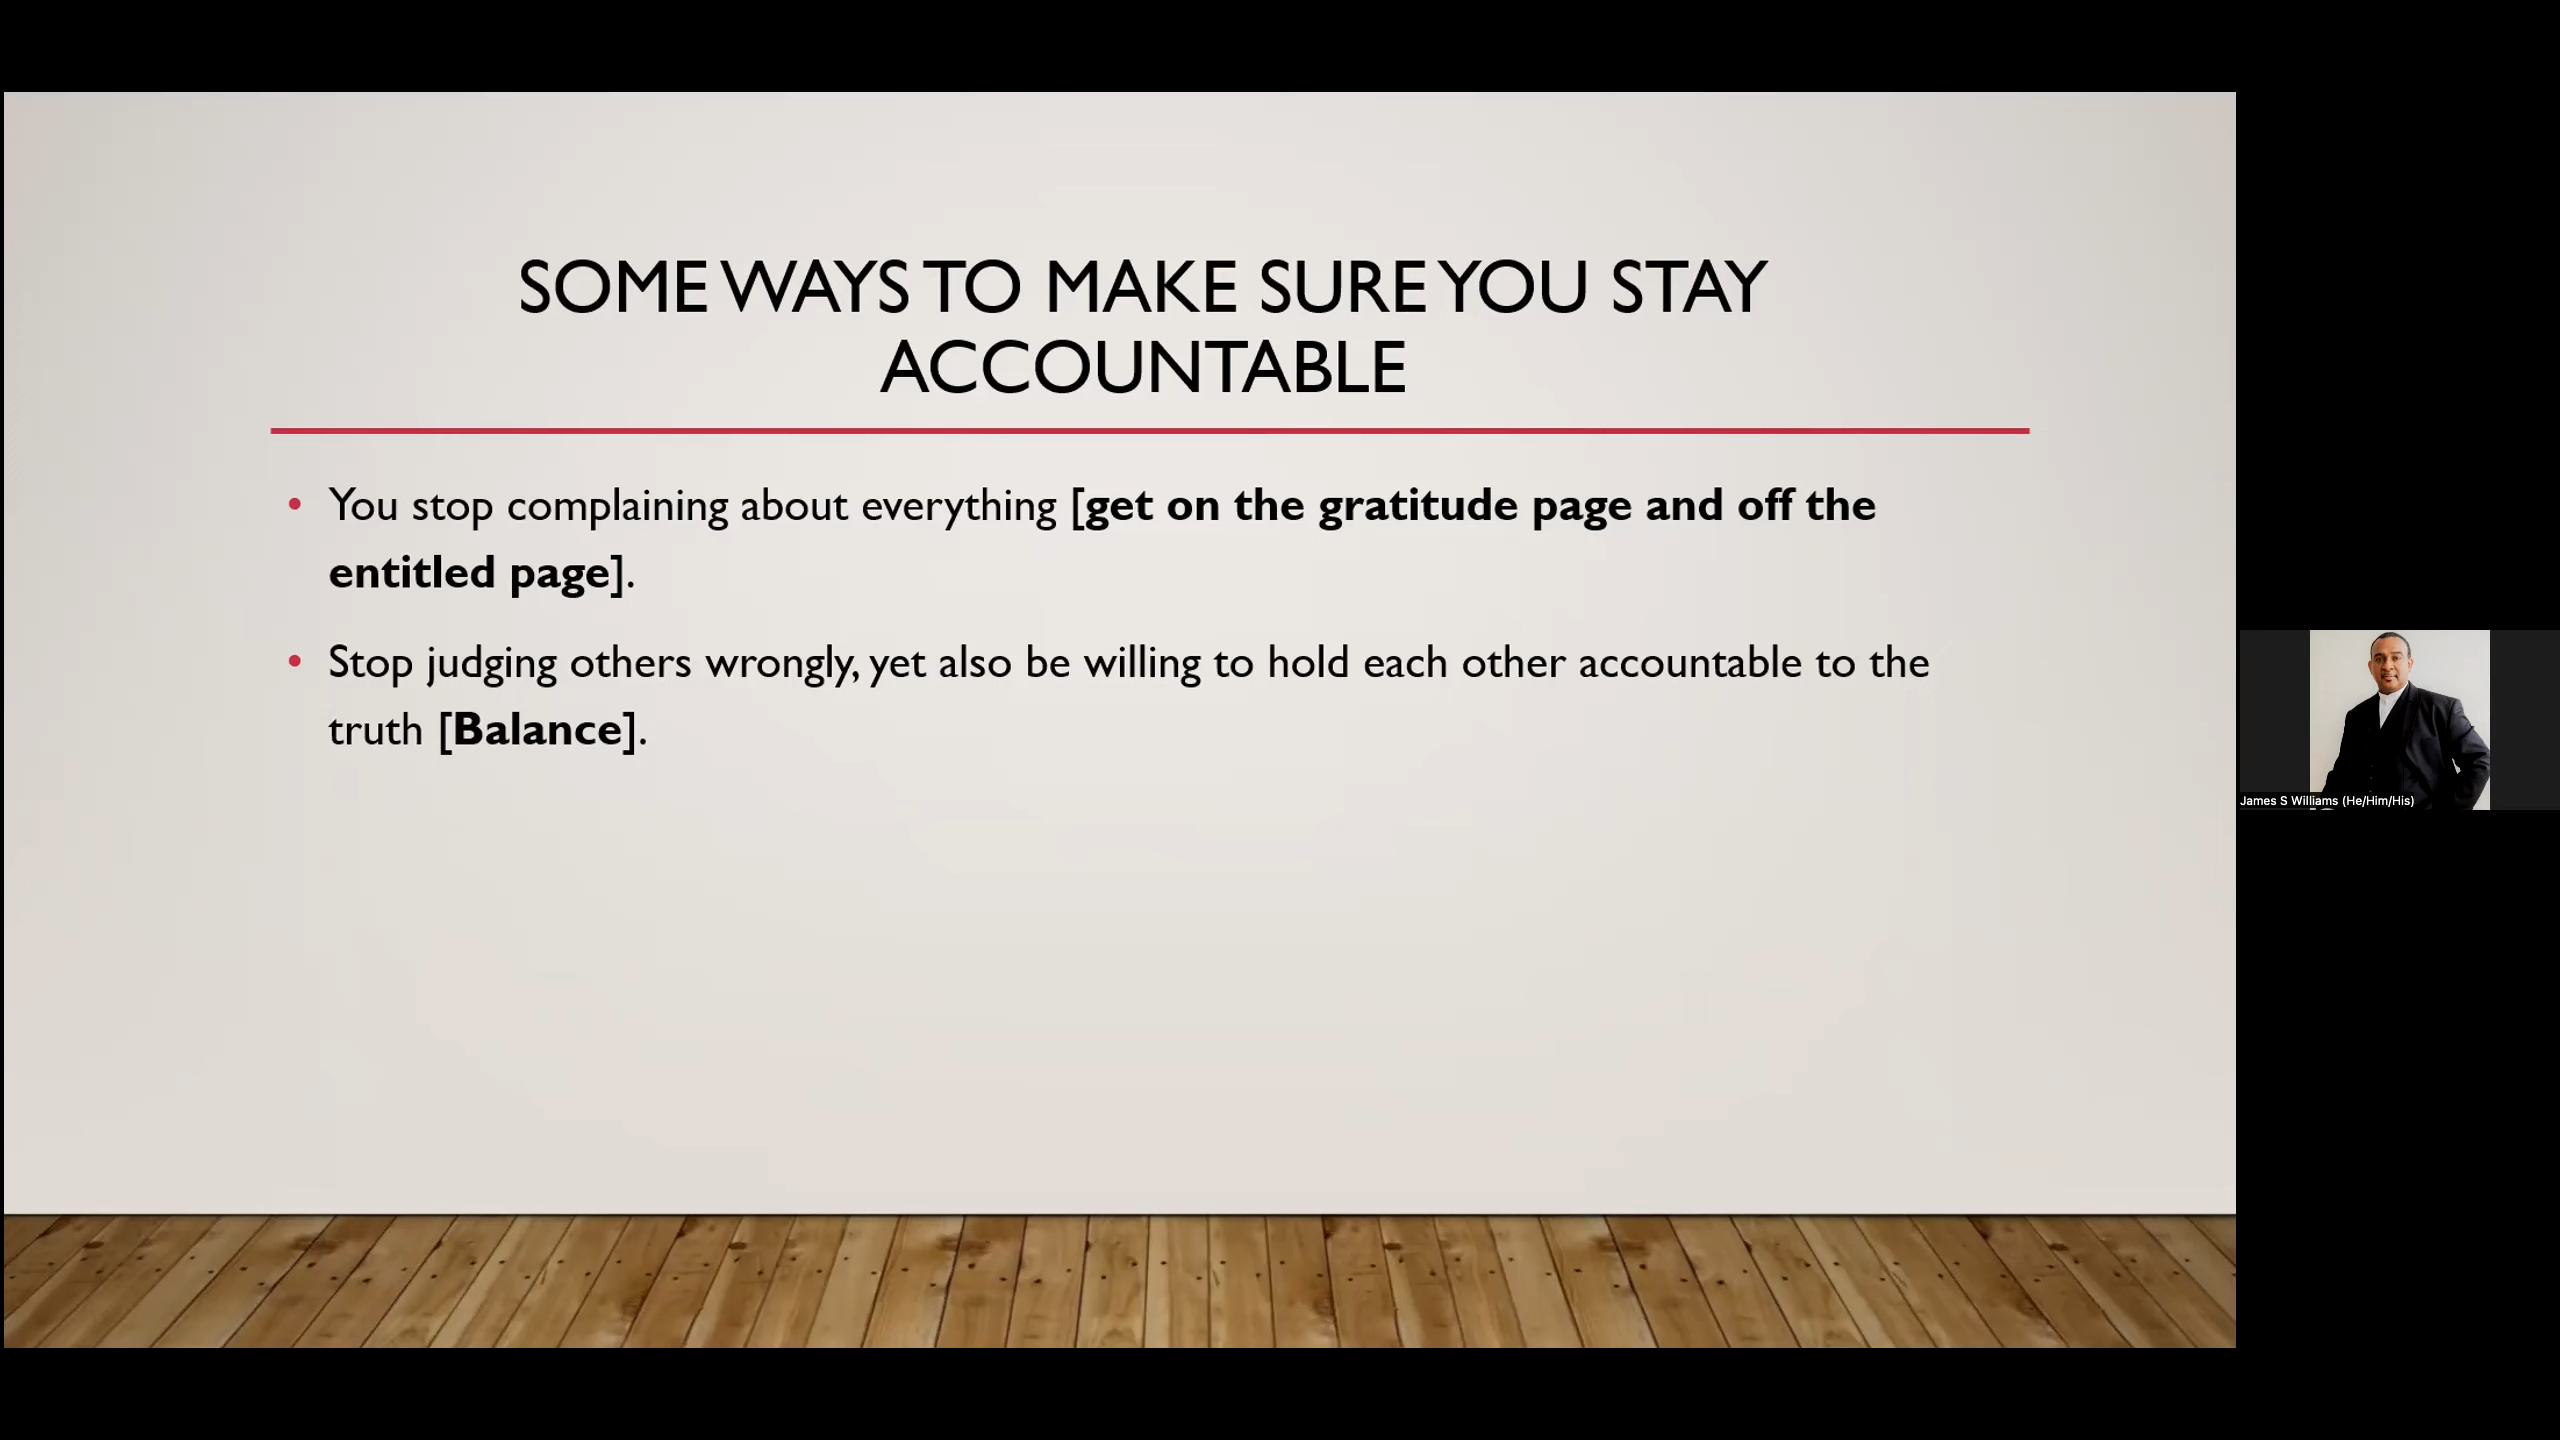 SOME WAYS TO MAKE SURE YOU STAY
ACCOUNTABLE
• You stop complaining about everything [get on the gratitude page and off the
entitled page].
• Stop judging others wrongly, yet also be willing to hold each other accountable to the
truth [Balance].
James S Williams (He/Him/His)